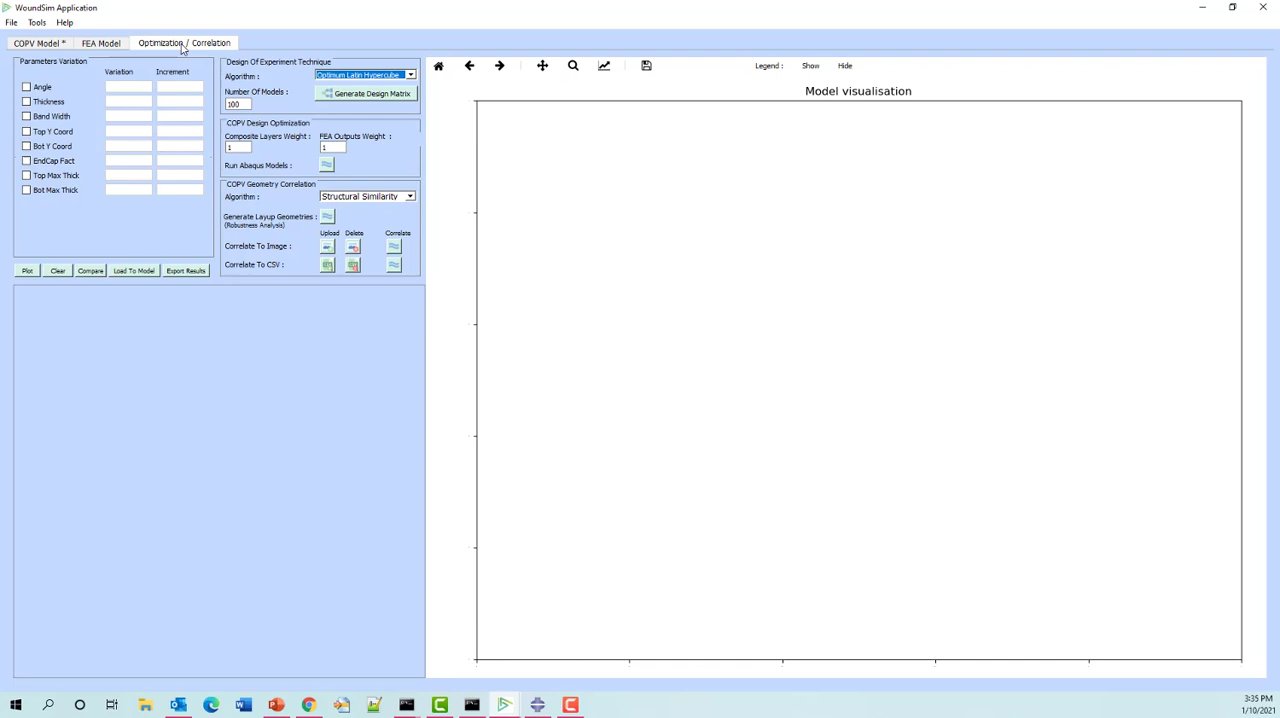 WoundSim Application
File Tools Help
COPV Model * FEA Model Optimization / Correlation
Parameters Variation
Variation Increment
Angle
Thickness
Band Width
Top Y Coord
Bot Y Coord
EndCap Fact
Top Max Thick
Bot Max Thick
Plot Clear Compare Load To Model Export Results
Design Of Experiment Technique
Algorithm : Optimum Latin Hypercube
Number Of Models :
100 Generate Design Matrix
COPV Design Optimization
Composite Layers Weight : FEA Outputs Weight :
1 1
Run Abaqus Models :
COPV Geometry Correlation
Algorithm : Structural Similarity
Generate Layup Geometries :
(Robustness Analysis)
Upload Delete Correlate
Correlate To Image :
Correlate To CSV :
Legend : Show Hide
Model visualisation
3:35 PM
1/10/2021